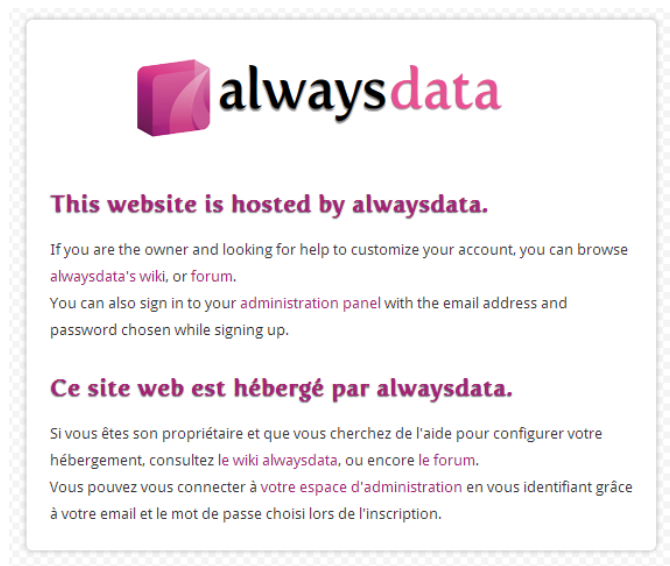 alwaysdata
This website is hosted by alwaysdata.
If you are the owner and looking for help to customize your account, you can browse
alwaysdata's wiki, or forum.
You can also sign in to your administration panel with the email address and
password chosen while signing up.
Ce site web est hébergé par alwaysdata.
Si vous êtes son propriétaire et que vous cherchez de l'aide pour configurer votre
hébergement, consultez le wiki alwaysdata, ou encore le forum.
Vous pouvez vous connecter à votre espace d'administration en vous identifiant grâce
à votre email et le mot de passe choisi lors de l'inscription.